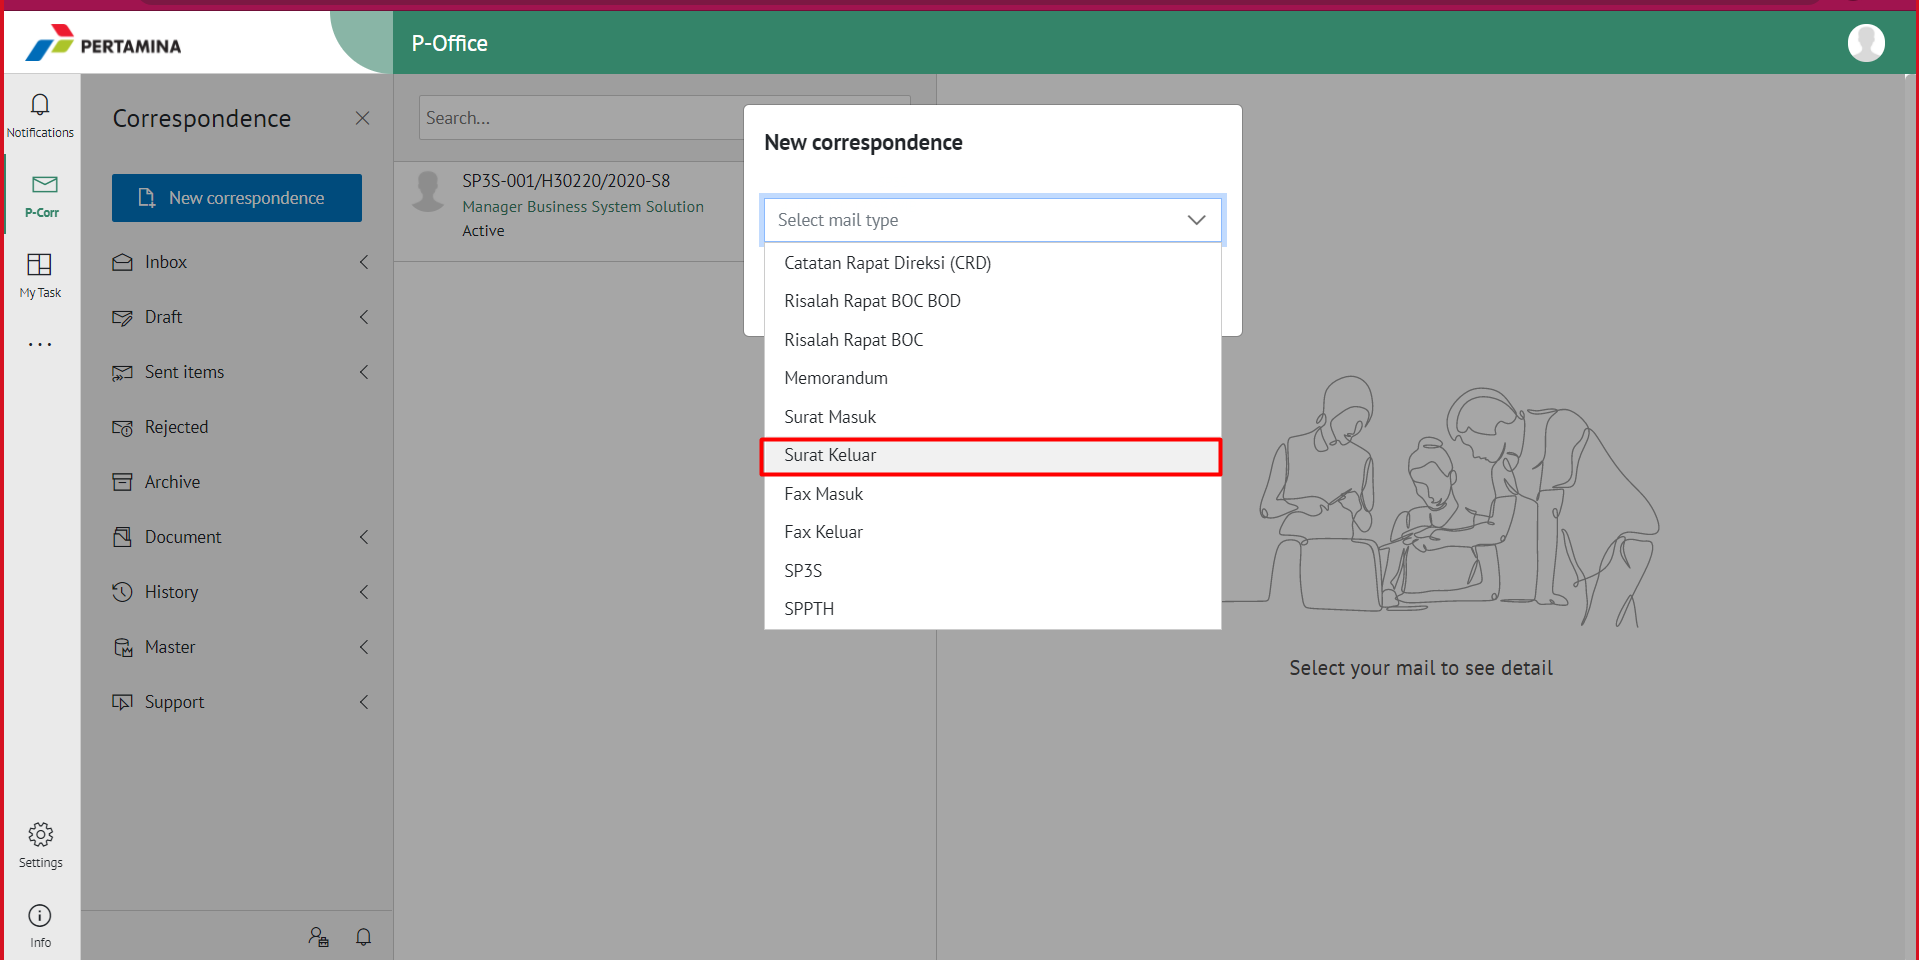 PERTAMINA
P-Office
Notifications
P-Corr
My Task
...
Settings
Info
Correspondence
New correspondence
Inbox
Draft
Sent items
Rejected
Archive
Document
History
Master
Support
Search...
SP3S-001/H30220/2020-S8
Manager Business System Solution
Active
New correspondence
Select mail type
Catatan Rapat Direksi (CRD)
Risalah Rapat BOC BOD
Risalah Rapat BOC
Memorandum
Surat Masuk
Surat Keluar
Fax Masuk
Fax Keluar
SP3S
SPPTH
Select your mail to see detail